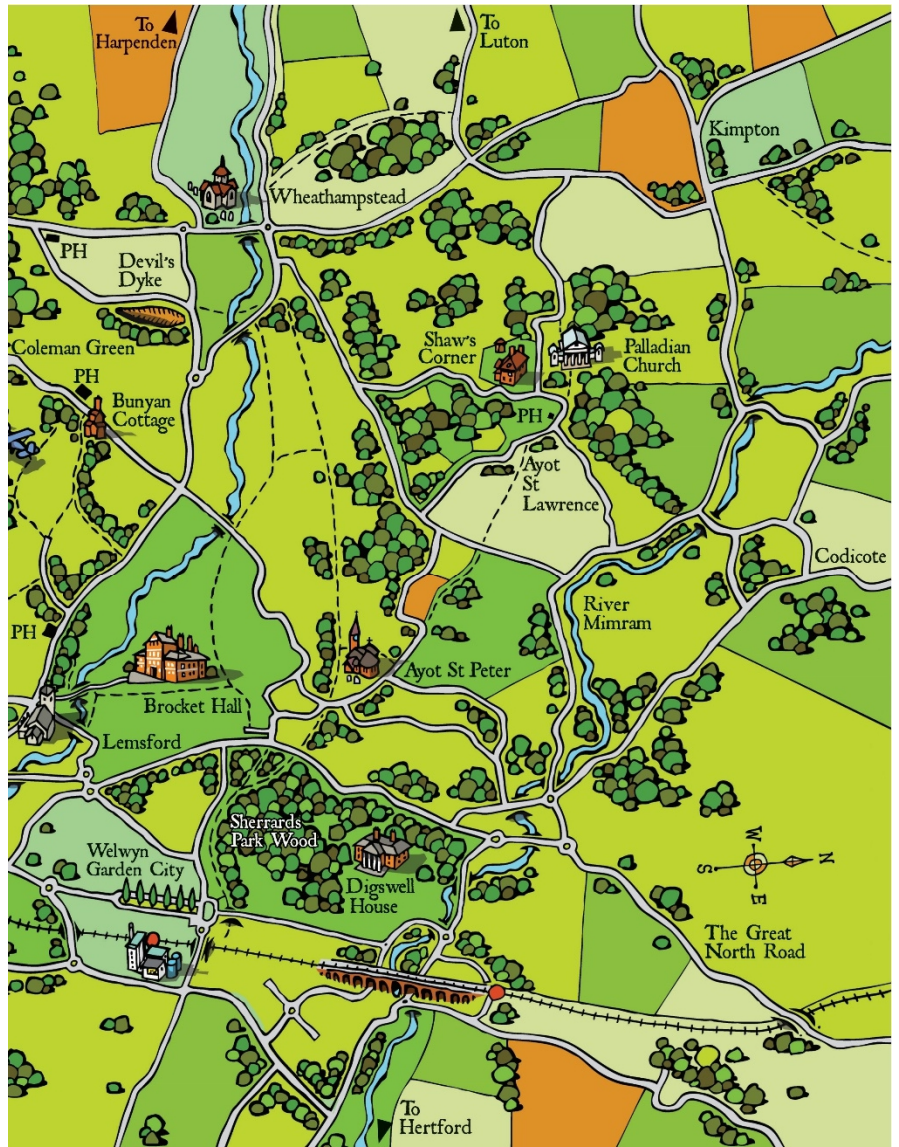 To
Harpenden
To
Luton
Kimpton
Wheathampstead
PH
Devil's
Dyke
Coleman Green
PH
Bunyan
Cottage
Shaw's
Corner
Palladian
Church
PH
Ayot
St
Lawrence
Codicote
River
Mimram
PH
Ayot St Peter
Brocket Hall
Lemsford
Sherrards
Park Wood
Welwyn
Garden City
Digswell
House
W
S
N
E
The Great
North Road
To
Hertford